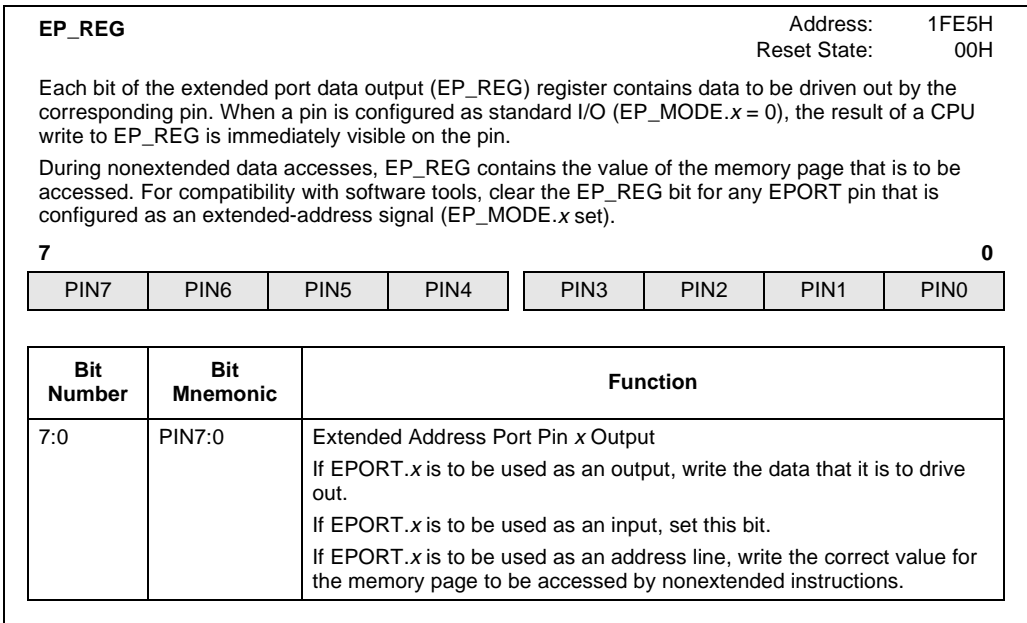 EP_REG
Address: 1FE5H
Reset State: 00H
Each bit of the extended port data output (EP_REG) register contains data to be driven out by the
corresponding pin. When a pin is configured as standard I/O (EP_MODE.x = 0), the result of a CPU
write to EP_REG is immediately visible on the pin.
During nonextended data accesses, EP_REG contains the value of the memory page that is to be
accessed. For compatibility with software tools, clear the EP_REG bit for any EPORT pin that is
configured as an extended-address signal (EP_MODE.x set).
7 0
PIN7 PIN6 PIN5 PIN4 PIN3 PIN2 PIN1 PIN0
Bit Number Bit Mnemonic Function
7:0 PIN7:0 Extended Address Port Pin x Output
If EPORT.x is to be used as an output, write the data that it is to drive
out.
If EPORT.x is to be used as an input, set this bit.
If EPORT.x is to be used as an address line, write the correct value for
the memory page to be accessed by nonextended instructions.